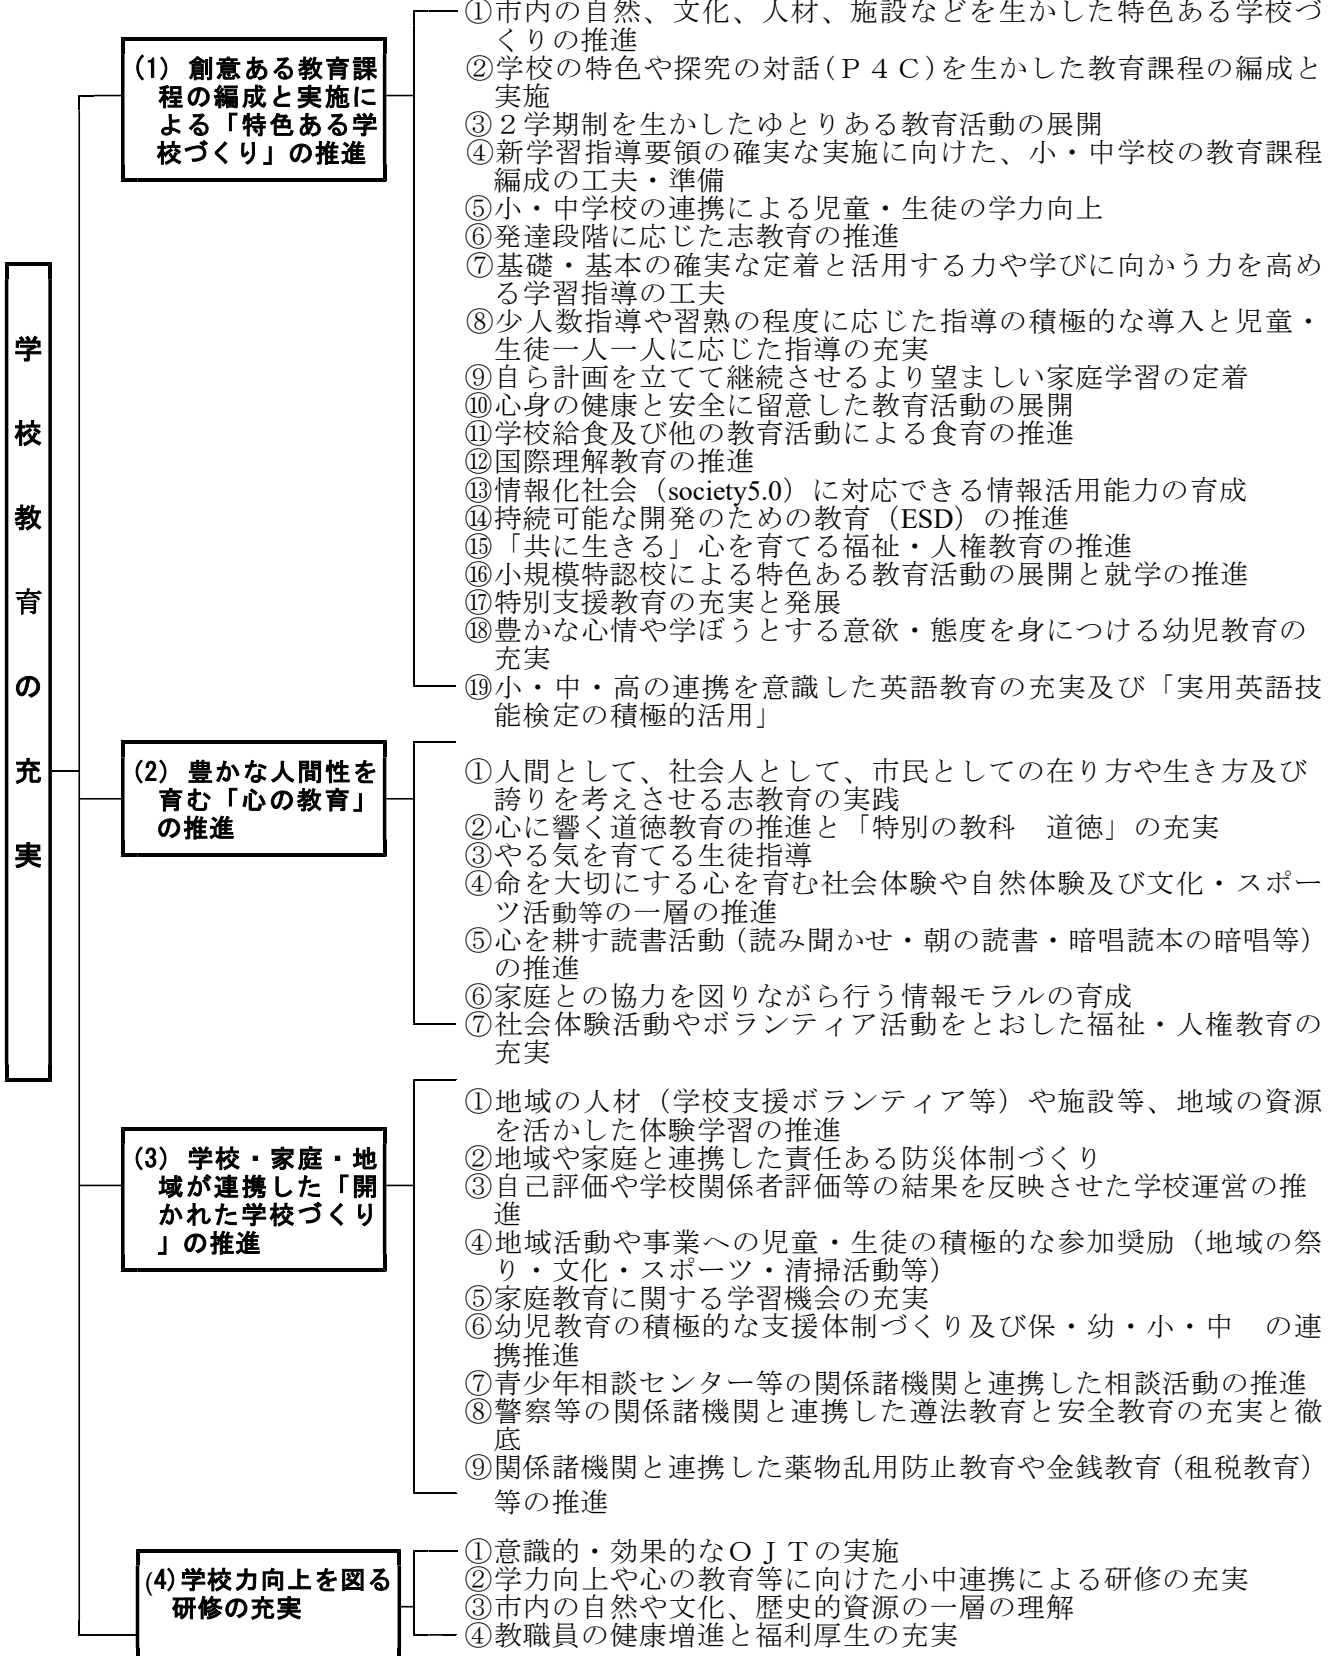 学校教育の充実
(1) 創意ある教育課
程の編成と実施に
よる「特色ある学
校づくり」の推進
①市内の自然、文化、人材、施設などを生かした特色ある学校づ
くりの推進
②学校の特色や探究の対話(Ｐ４Ｃ)を生かした教育課程の編成と
実施
③２学期制を生かしたゆとりある教育活動の展開
④新学習指導要領の確実な実施に向けた、小・中学校の教育課程
編成の工夫・準備
⑤小・中学校の連携による児童・生徒の学力向上
⑥発達段階に応じた志教育の推進
⑦基礎・基本の確実な定着と活用する力や学びに向かう力を高め
る学習指導の工夫
⑧少人数指導や習熟の程度に応じた指導の積極的な導入と児童・
生徒一人一人に応じた指導の充実
⑨自ら計画を立てて継続させるより望ましい家庭学習の定着
⑩心身の健康と安全に留意した教育活動の展開
⑪学校給食及び他の教育活動による食育の推進
⑫国際理解教育の推進
⑬情報化社会（society5.0）に対応できる情報活用能力の育成
⑭持続可能な開発のための教育（ESD）の推進
⑮「共に生きる」心を育てる福祉・人権教育の推進
⑯小規模特認校による特色ある教育活動の展開と就学の推進
⑰特別支援教育の充実と発展
⑱豊かな心情や学ぼうとする意欲・態度を身につける幼児教育の
充実
⑲小・中・高の連携を意識した英語教育の充実及び「実用英語技
能検定の積極的活用」
(2) 豊かな人間性を
育む「心の教育」
の推進
①人間として、社会人として、市民としての在り方や生き方及び
誇りを考えさせる志教育の実践
②心に響く道徳教育の推進と「特別の教科　道徳」の充実
③やる気を育てる生徒指導
④命を大切にする心を育む社会体験や自然体験及び文化・スポー
ツ活動等の一層の推進
⑤心を耕す読書活動（読み聞かせ・朝の読書・暗唱読本の暗唱等）
の推進
⑥家庭との協力を図りながら行う情報モラルの育成
⑦社会体験活動やボランティア活動をとおした福祉・人権教育の
充実
(3) 学校・家庭・地
域が連携した「開
かれた学校づくり
」の推進
①地域の人材（学校支援ボランティア等）や施設等、地域の資源
を活かした体験学習の推進
②地域や家庭と連携した責任ある防災体制づくり
③自己評価や学校関係者評価等の結果を反映させた学校運営の推
進
④地域活動や事業への児童・生徒の積極的な参加奨励（地域の祭
り・文化・スポーツ・清掃活動等）
⑤家庭教育に関する学習機会の充実
⑥幼児教育の積極的な支援体制づくり及び保・幼・小・中　の連
携推進
⑦青少年相談センター等の関係諸機関と連携した相談活動の推進
⑧警察等の関係諸機関と連携した遵法教育と安全教育の充実と徹
底
⑨関係諸機関と連携した薬物乱用防止教育や金銭教育（租税教育）
等の推進
(4)学校力向上を図る
研修の充実
①意識的・効果的なＯＪＴの実施
②学力向上や心の教育等に向けた小中連携による研修の充実
③市内の自然や文化、歴史的資源の一層の理解
④教職員の健康増進と福利厚生の充実